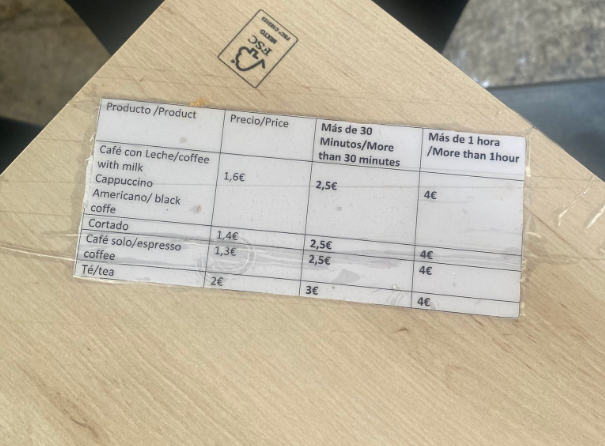 FSC
MIXTO
Producto /Product
Precio/Price
Más de 30
Minutos/More
than 30 minutes
Más de 1 hora
/More than 1hour
Café con Leche/coffee
with milk
Cappuccino
Americano/ black
coffe
1,6€
2,5€
4€
Cortado
1,4€
2,5€
4€
Café solo/espresso
coffee
1,3€
2,5€
4€
Té/tea
2€
3€
4€